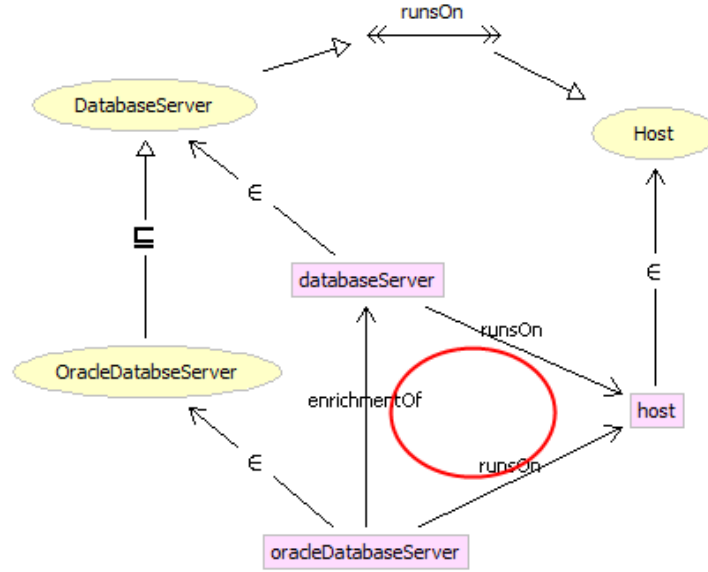 runsOn
DatabaseServer
Host
∈
⊑
∈
databaseServer
runsOn
OracleDatabseServer
enrichmentOf
host
∈
runsOn
oracleDatabaseServer